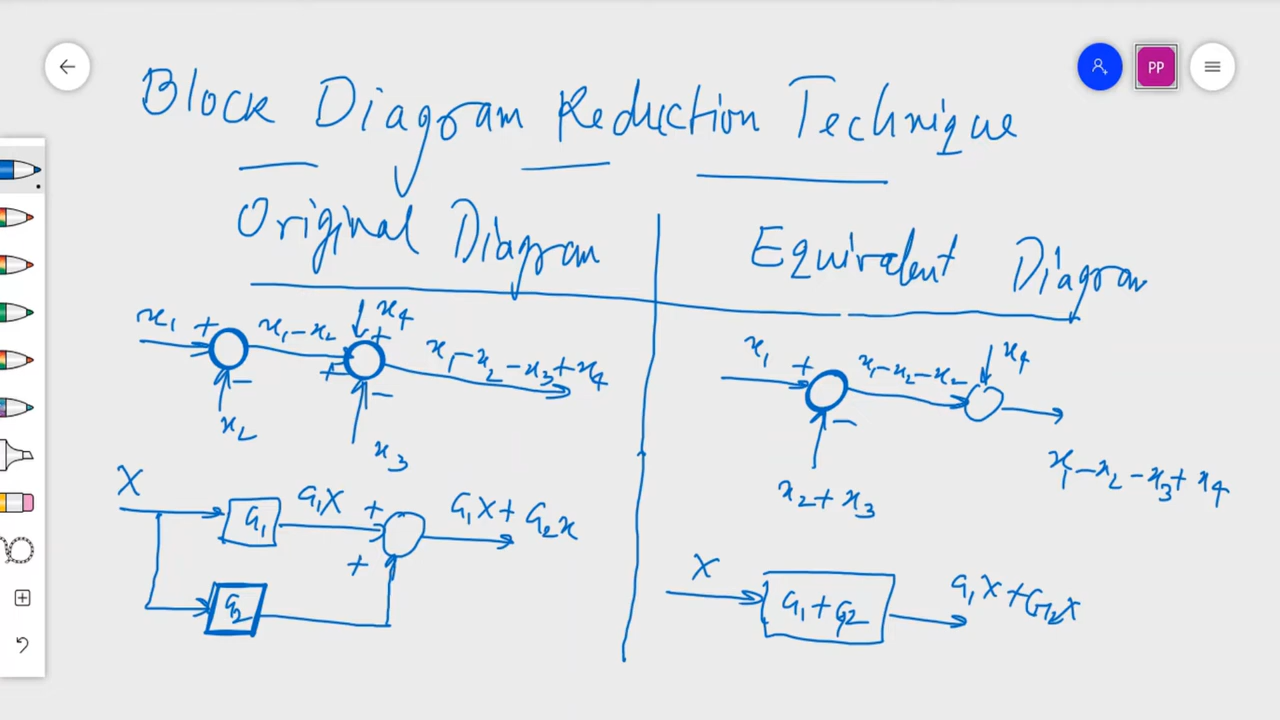 PP
Block Diagram Reduction Technique
Original Diagram
Equivalent Diagram
x₁ + x₁-x₂ x₄ + x₁-x₂-x₃+x₄
+ - -
x₂ x₃
x₁ + x₁-x₂-x₂ x₄
-
x₂+x₃
x₁-x₂-x₃+x₄
X G₁ G₁X + G₁X+G₂x
+
G2
X G₁+G2 G₁X+G₂X